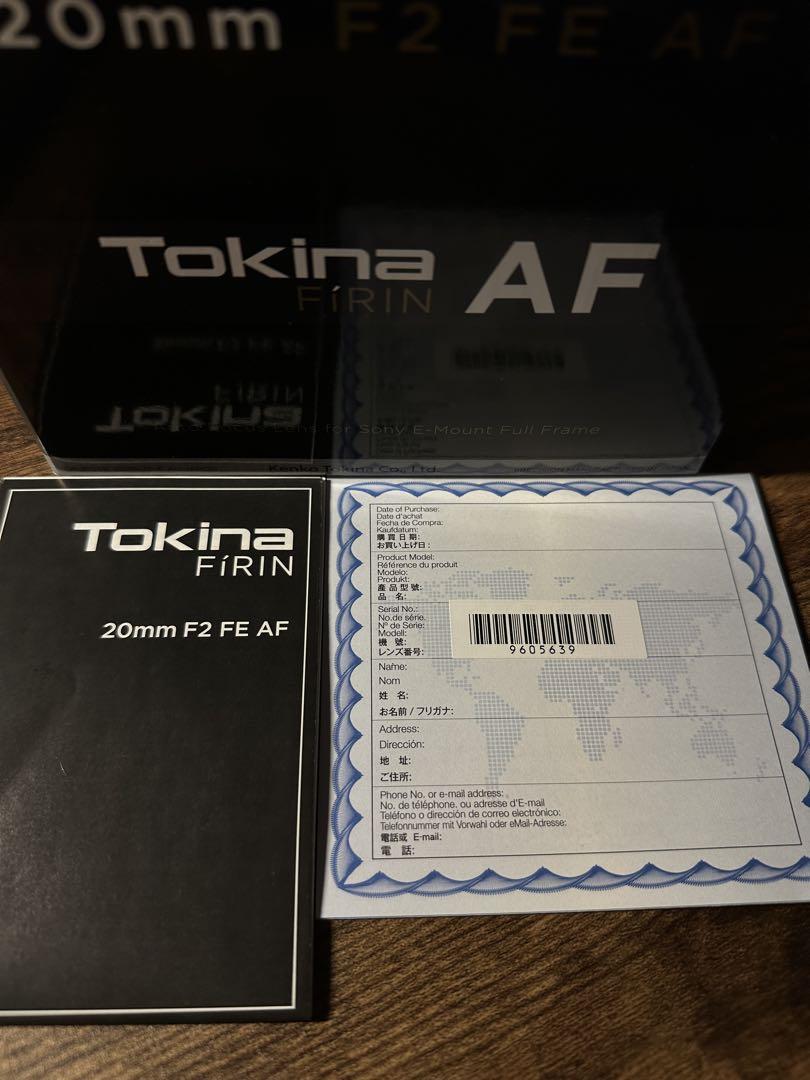 20mm F2 FE AF
Tokina AF
FíRIN
FíRIN
Tokina
Focus Lens for Sony E-Mount Full Frame
Kenko Tokina Co., Ltd.
Tokina
FíRIN
20mm F2 FE AF
Date of Purchase:
Date d'achat
Fecha de Compra:
Kaufdatum:
購買日期:
お買い上げ日:
Product Model:
Référence du produit
Modelo:
Produkt:
產品型號:
品 名:
Serial No.:
No.de série.
Nº de Serie:
Modell:
機 號:
レンズ番号:
9605639
Name:
Nom
姓 名:
お名前 / フリガナ:
Address:
Dirección:
地 址:
ご住所:
Phone No. or e-mail address:
No. de téléphone. ou adresse d'E-mail
Teléfono o dirección de correo electrónico:
Telefonnummer mit Vorwahl oder eMail-Adresse:
電話或 E-mail:
電 話: